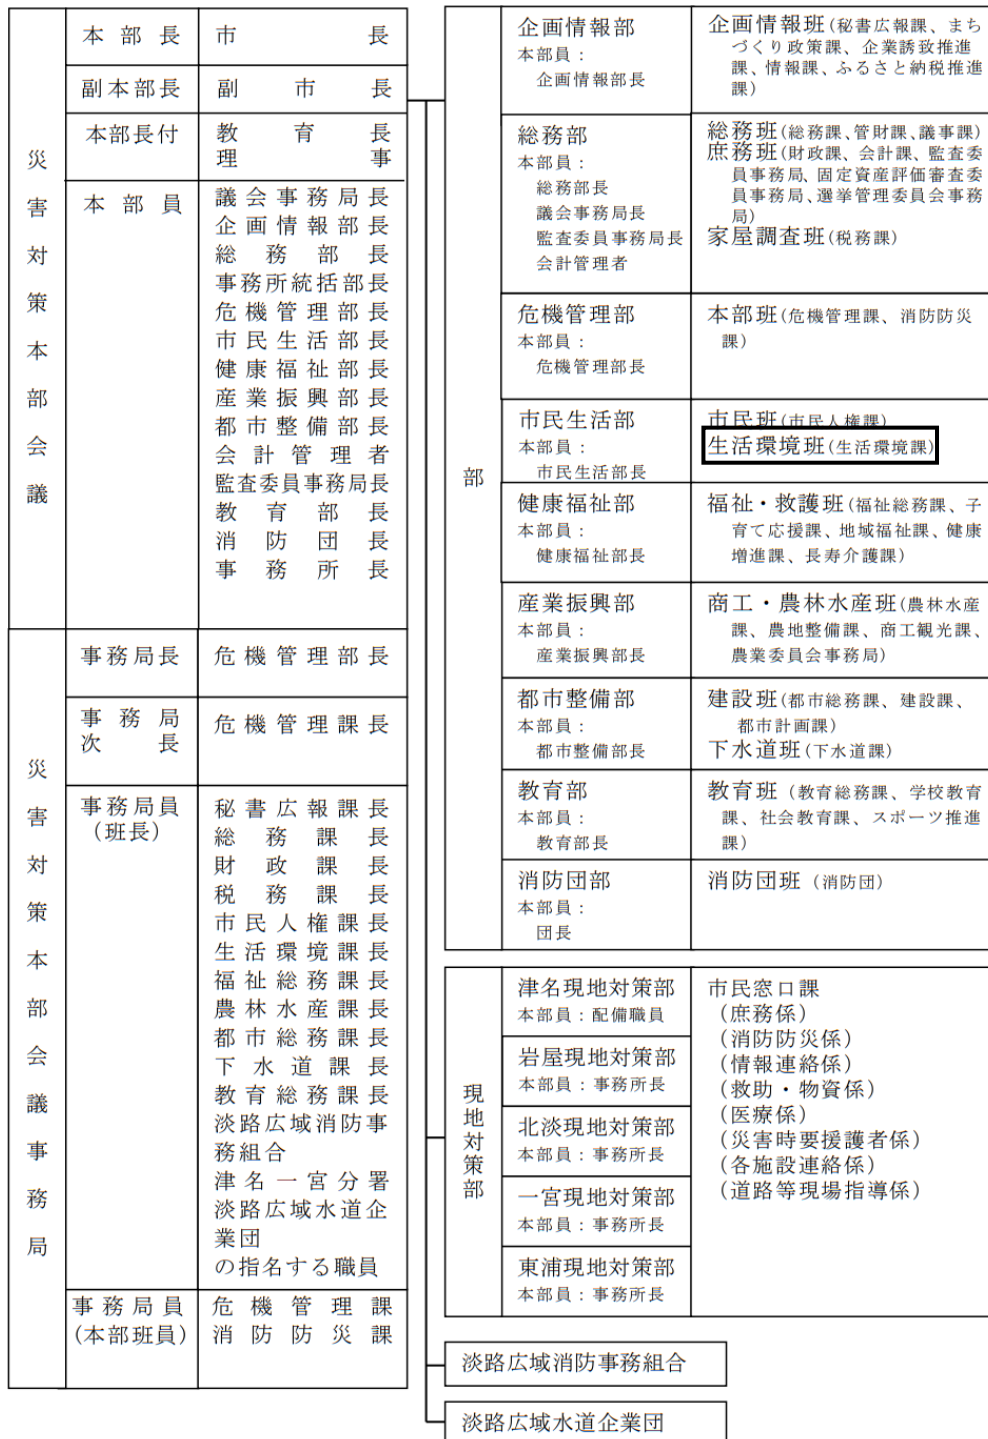 災害対策本部会議
本部長 市長
副本部長 副市長
本部長付 教育長
理事
本部員 議会事務局長
企画情報部長
総務部長
事務所統括部長
危機管理部長
市民生活部長
健康福祉部長
産業振興部長
都市整備部長
会計管理者
監査委員事務局長
教育部長
消防団長
事務所長
災害対策本部会議事務局
事務局長 危機管理部長
事務局
次長 危機管理課長
事務局員 秘書広報課長
(班長) 総務課長
財政課長
税務課長
市民人権課長
生活環境課長
福祉総務課長
農林水産課長
都市総務課長
下水道課長
教育総務課長
淡路広域消防事
務組合
津名一宮分署
淡路広域水道企
業団
の指名する職員
事務局員 危機管理課
(本部班員) 消防防災課
部
企画情報部
本部員:
企画情報部長
企画情報班(秘書広報課、まち
づくり政策課、企業誘致推進
課、情報課、ふるさと納税推進
課)
総務部
本部員:
総務部長
議会事務局長
監査委員事務局長
会計管理者
総務班(総務課、管財課、議事課)
庶務班(財政課、会計課、監査委
員事務局、固定資産評価審査委
員事務局、選挙管理委員会事務
局)
家屋調査班(税務課)
危機管理部
本部員:
危機管理部長
本部班(危機管理課、消防防災
課)
市民生活部
本部員:
市民生活部長
市民班(市民人権課)
生活環境班(生活環境課)
健康福祉部
本部員:
健康福祉部長
福祉・救護班(福祉総務課、子
育て応援課、地域福祉課、健康
増進課、長寿介護課)
産業振興部
本部員:
産業振興部長
商工・農林水産班(農林水産
課、農地整備課、商工観光課、
農業委員会事務局)
都市整備部
本部員:
都市整備部長
建設班(都市総務課、建設課、
都市計画課)
下水道班(下水道課)
教育部
本部員:
教育部長
教育班(教育総務課、学校教育
課、社会教育課、スポーツ推進
課)
消防団部
本部員:
団長
消防団班(消防団)
現地対策部
津名現地対策部
本部員:配備職員
岩屋現地対策部
本部員:事務所長
北淡現地対策部
本部員:事務所長
一宮現地対策部
本部員:事務所長
東浦現地対策部
本部員:事務所長
市民窓口課
(庶務係)
(消防防災係)
(情報連絡係)
(救助・物資係)
(医療係)
(災害時要援護者係)
(各施設連絡係)
(道路等現場指導係)
淡路広域消防事務組合
淡路広域水道企業団